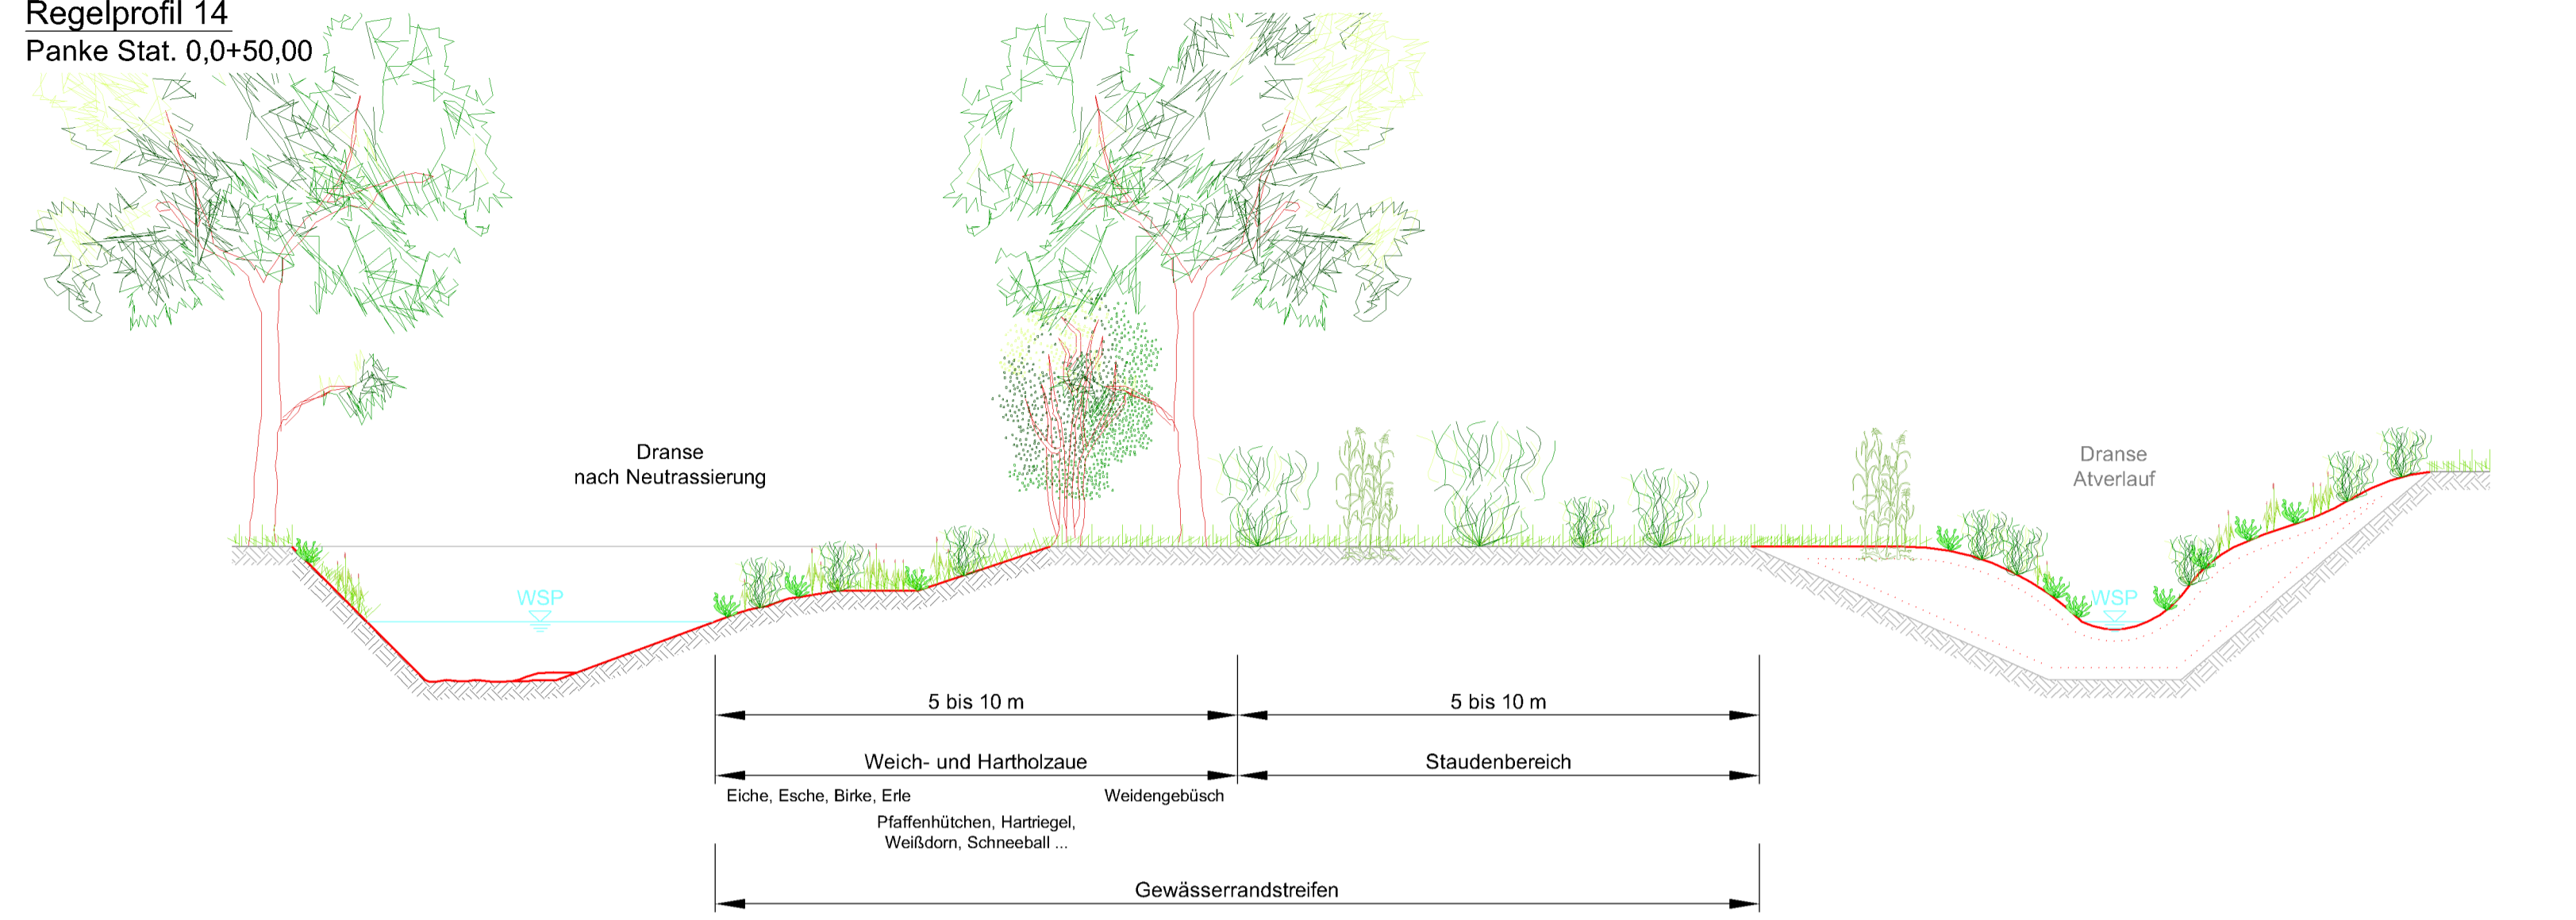 Regelprofil 14
Panke Stat. 0,0+50,00
Dranse
nach Neutrassierung
Dranse
Atverlauf
WSP
WSP
5 bis 10 m
5 bis 10 m
Weich- und Hartholzaue
Staudenbereich
Eiche, Esche, Birke, Erle
Weidengebüsch
Pfaffenhütchen, Hartriegel,
Weißdorn, Schneeball ...
Gewässerrandstreifen